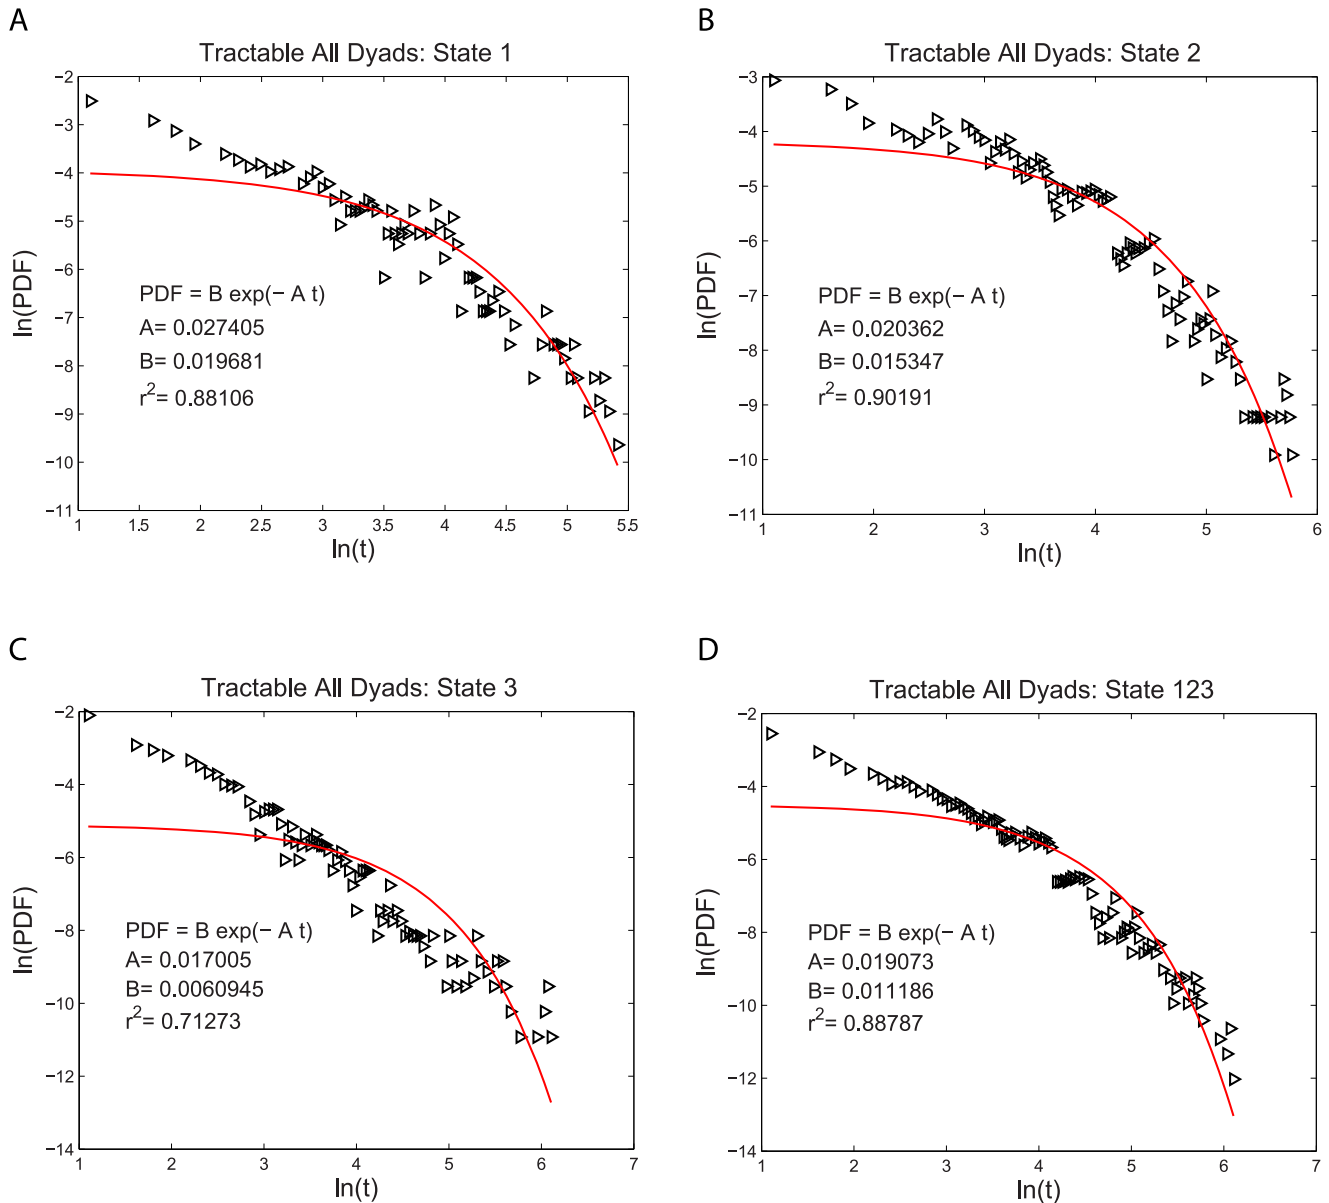 A
Tractable All Dyads: State 1
−2
−3
−4
−5
−6
−7
−8
−9
−10
−11
ln(PDF)
PDF = B exp(− A t)
A= 0.027405
B= 0.019681
r2= 0.88106
1 1.5 2 2.5 3 3.5 4 4.5 5 5.5
ln(t)
B
Tractable All Dyads: State 2
−3
−4
−5
−6
−7
−8
−9
−10
−11
ln(PDF)
PDF = B exp(− A t)
A= 0.020362
B= 0.015347
r2= 0.90191
1 2 3 4 5 6
ln(t)
C
Tractable All Dyads: State 3
−2
−4
−6
−8
−10
−12
−14
ln(PDF)
PDF = B exp(− A t)
A= 0.017005
B= 0.0060945
r2= 0.71273
1 2 3 4 5 6 7
ln(t)
D
Tractable All Dyads: State 123
−2
−4
−6
−8
−10
−12
−14
ln(PDF)
PDF = B exp(− A t)
A= 0.019073
B= 0.011186
r2= 0.88787
1 2 3 4 5 6 7
ln(t)